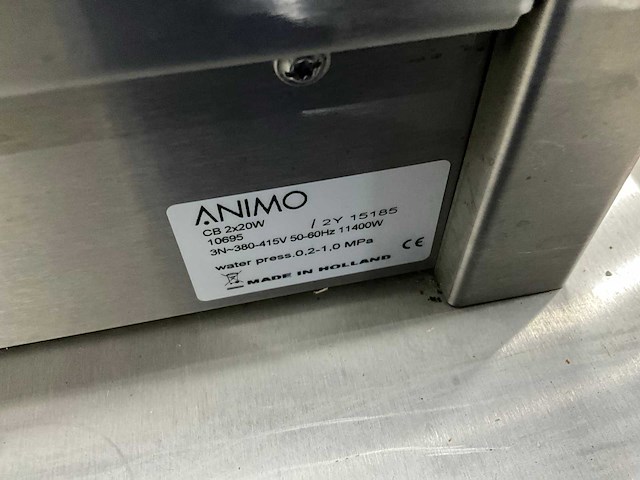 ANIMO
CB 2x20W
10695 / 2Y 15185
3N~380-415V 50-60Hz 11400W
water press.0.2-1.0 MPa CE
MADE IN HOLLAND